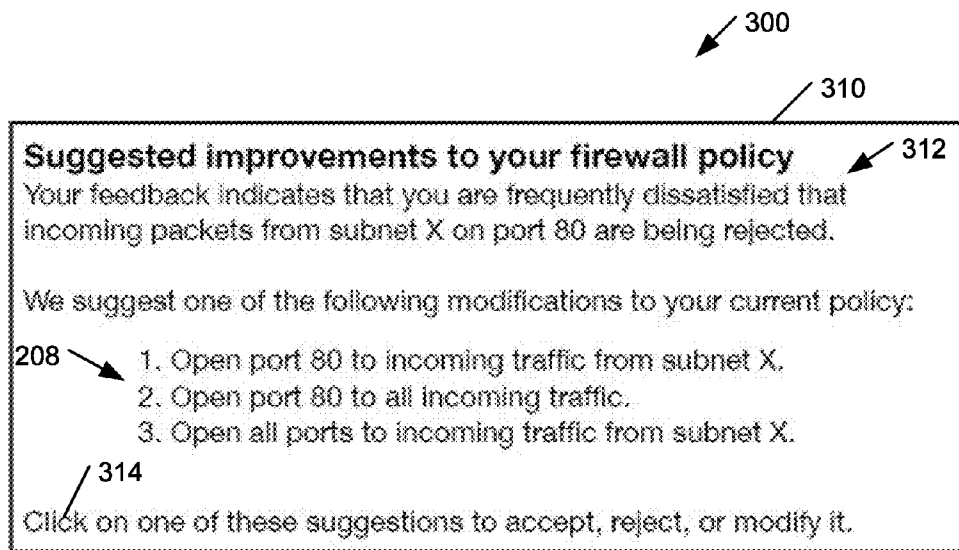 300
310
Suggested improvements to your firewall policy
312
Your feedback indicates that you are frequently dissatisfied that
incoming packets from subnet X on port 80 are being rejected.
We suggest one of the following modifications to your current policy:
208
1. Open port 80 to incoming traffic from subnet X.
2. Open port 80 to all incoming traffic.
3. Open all ports to incoming traffic from subnet X.
314
Click on one of these suggestions to accept, reject, or modify it.